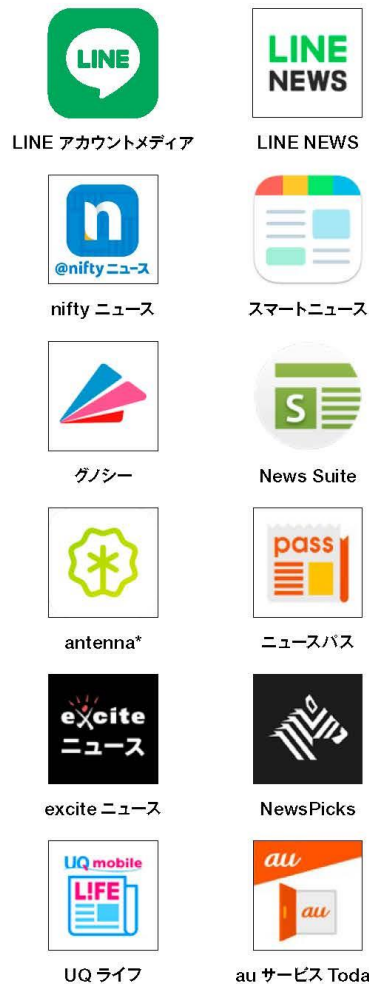 LINE
LINE
NEWS
LINE アカウントメディア
LINE NEWS
n
@nifty ニュース
nifty ニュース
スマートニュース
S
グノシー
News Suite
pass
antenna*
ニュースパス
excite
ニュース
excite ニュース
NewsPicks
UQ mobile
L!FE
au
au
UQ ライフ
au サービス Toda